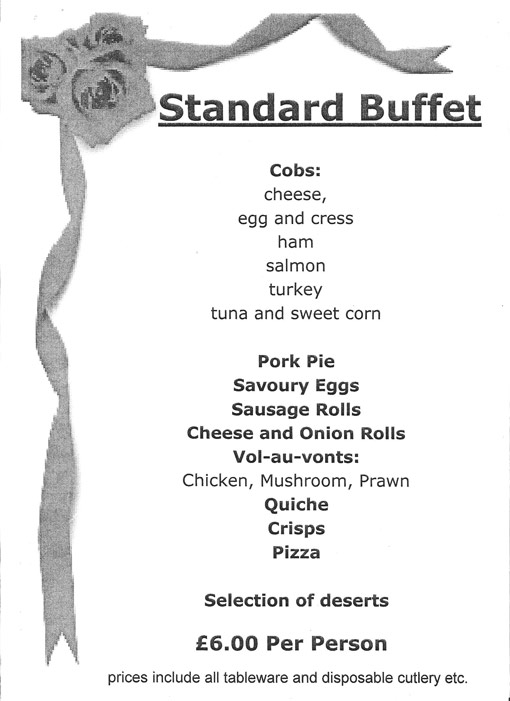 Standard Buffet
Cobs:
cheese,
egg and cress
ham
salmon
turkey
tuna and sweet corn
Pork Pie
Savoury Eggs
Sausage Rolls
Cheese and Onion Rolls
Vol-au-vonts:
Chicken, Mushroom, Prawn
Quiche
Crisps
Pizza
Selection of deserts
£6.00 Per Person
prices include all tableware and disposable cutlery etc.